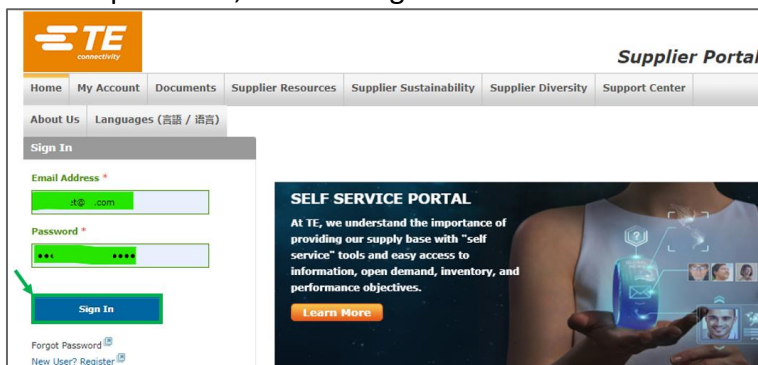 TE
connectivity
Supplier Portal
Home My Account Documents Supplier Resources Supplier Sustainability Supplier Diversity Support Center
About Us Languages (言語 / 语言)
Sign In
Email Address *
.com
Password *
Sign In
Forgot Password
New User? Register
SELF SERVICE PORTAL
At TE, we understand the importance of
providing our supply base with "self
service" tools and easy access to
information, open demand, inventory, and
performance objectives.
Learn More